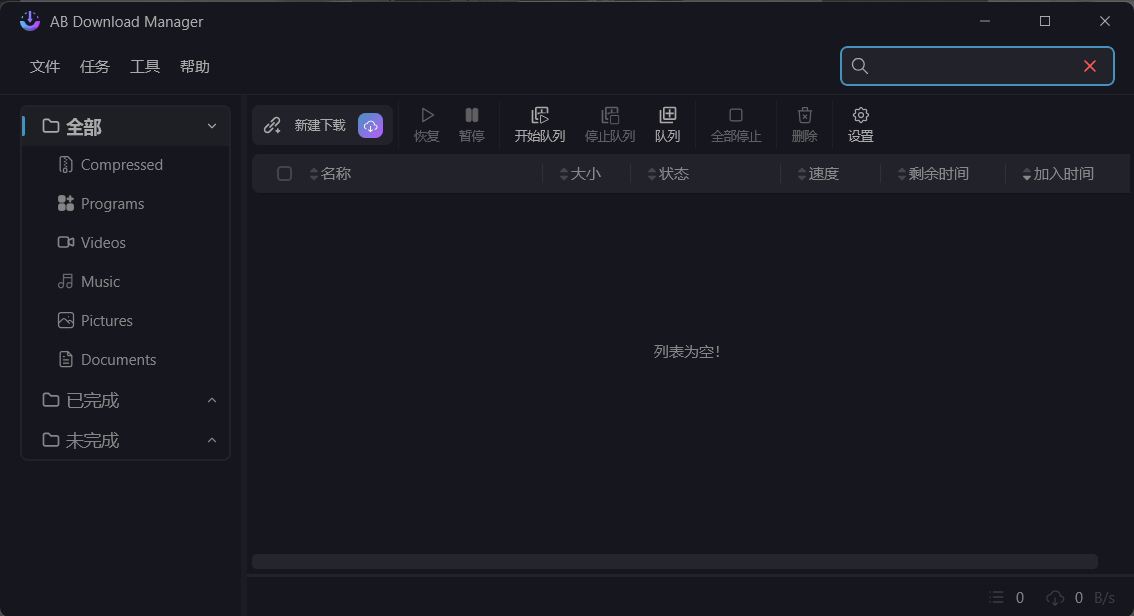 AB Download Manager
文件 任务 工具 帮助
全部
Compressed
Programs
Videos
Music
Pictures
Documents
已完成
未完成
新建下载 恢复 暂停 开始队列 停止队列 队列 全部停止 删除 设置
名称 大小 状态 速度 剩余时间 加入时间
列表为空!
0 0 B/s